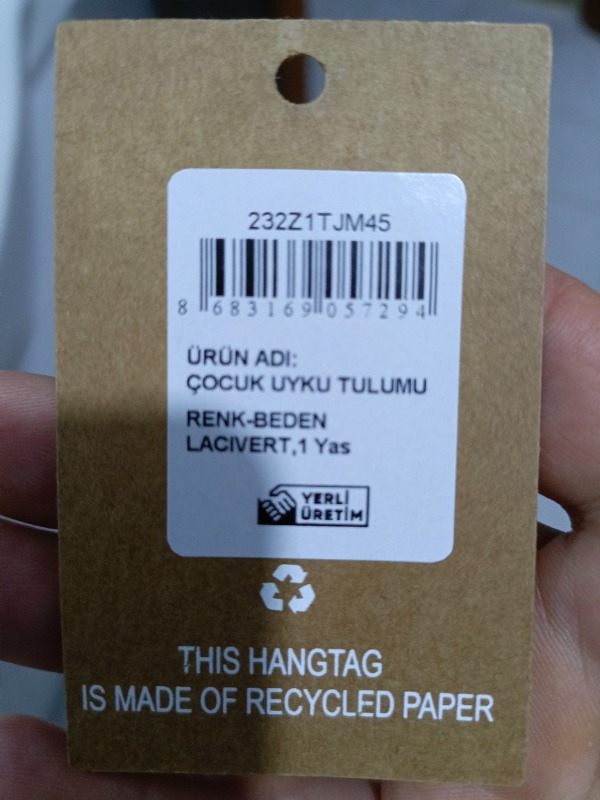 232Z1TJM45
8 683169 057294
ÜRÜN ADI:
ÇOCUK UYKU TULUMU
RENK-BEDEN
LACIVERT,1 Yas
YERLİ
ÜRETİM
THIS HANGTAG
IS MADE OF RECYCLED PAPER